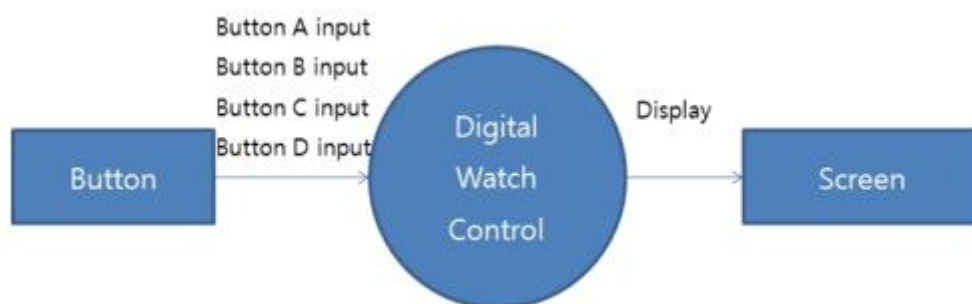 Button A input
Button B input
Button C input
Button D input
Button
Digital
Watch
Control
Display
Screen